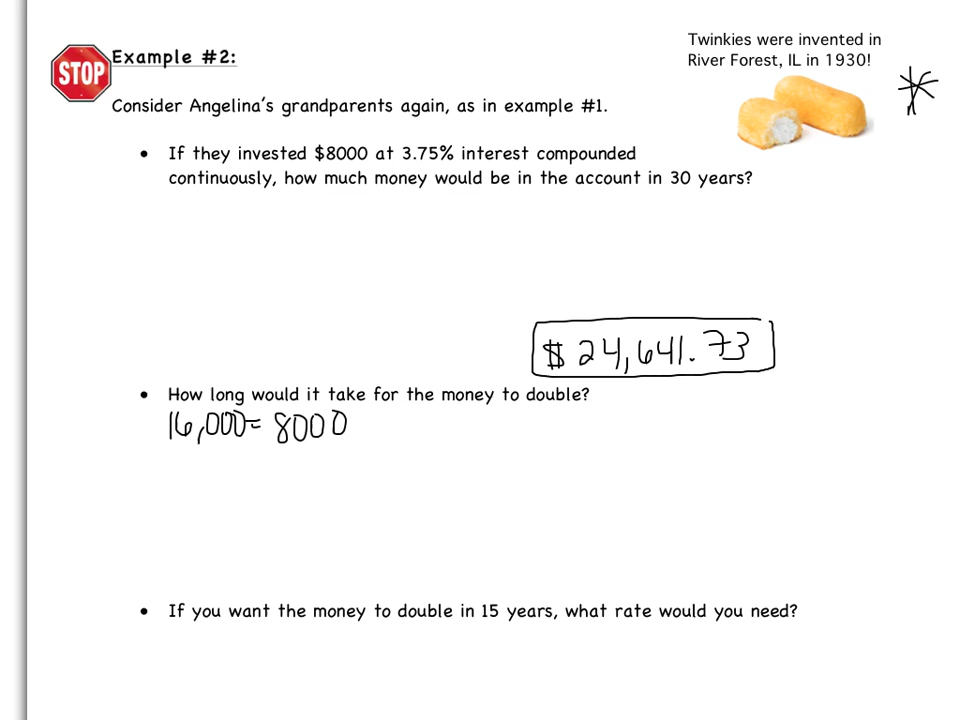 Twinkies were invented in
River Forest, IL in 1930!
STOP
Example #2:
Consider Angelina's grandparents again, as in example #1.
• If they invested $8000 at 3.75% interest compounded
continuously, how much money would be in the account in 30 years?
$24,641.73
• How long would it take for the money to double?
16,000= 8000
• If you want the money to double in 15 years, what rate would you need?